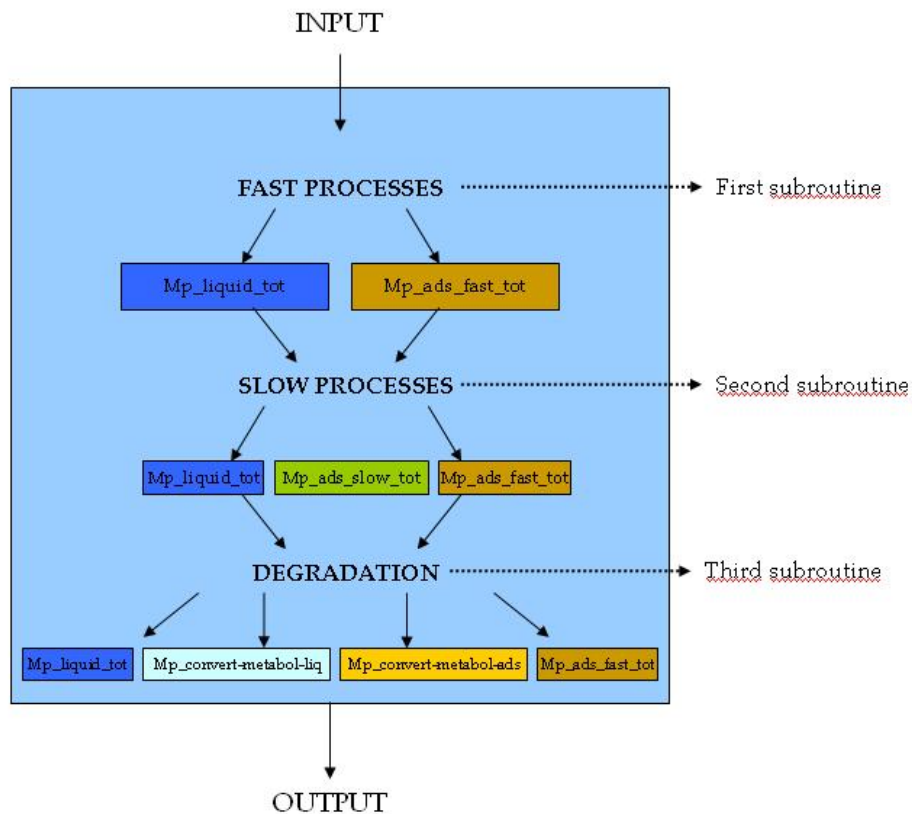 INPUT
FAST PROCESSES
First subroutine
Mp_liquid_tot
Mp_ads_fast_tot
SLOW PROCESSES
Second subroutine
Mp_liquid_tot
Mp_ads_slow_tot
Mp_ads_fast_tot
DEGRADATION
Third subroutine
Mp_liquid_tot
Mp_convert-metabol-liq
Mp_convert-metabol-ads
Mp_ads_fast_tot
OUTPUT